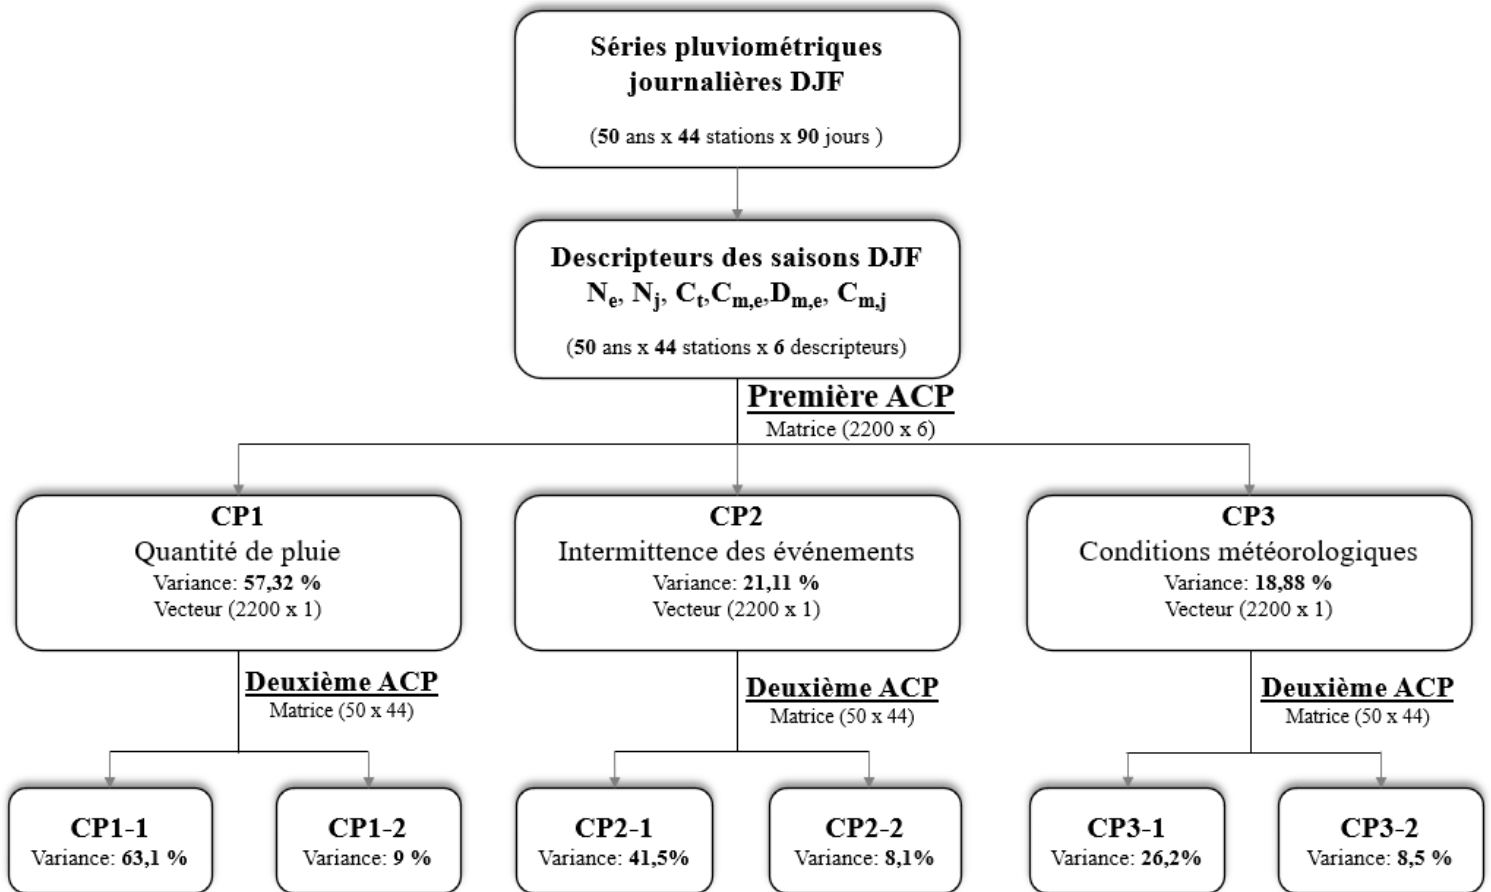 Séries pluviométriques
journalières DJF
(50 ans x 44 stations x 90 jours )
Descripteurs des saisons DJF
Ne, Nj, Ct,Cm,e,Dm,e, Cm,j
(50 ans x 44 stations x 6 descripteurs)
Première ACP
Matrice (2200 x 6)
CP1
Quantité de pluie
Variance: 57,32 %
Vecteur (2200 x 1)
CP2
Intermittence des événements
Variance: 21,11 %
Vecteur (2200 x 1)
CP3
Conditions météorologiques
Variance: 18,88 %
Vecteur (2200 x 1)
Deuxième ACP
Matrice (50 x 44)
Deuxième ACP
Matrice (50 x 44)
Deuxième ACP
Matrice (50 x 44)
CP1-1
Variance: 63,1 %
CP1-2
Variance: 9 %
CP2-1
Variance: 41,5%
CP2-2
Variance: 8,1%
CP3-1
Variance: 26,2%
CP3-2
Variance: 8,5 %